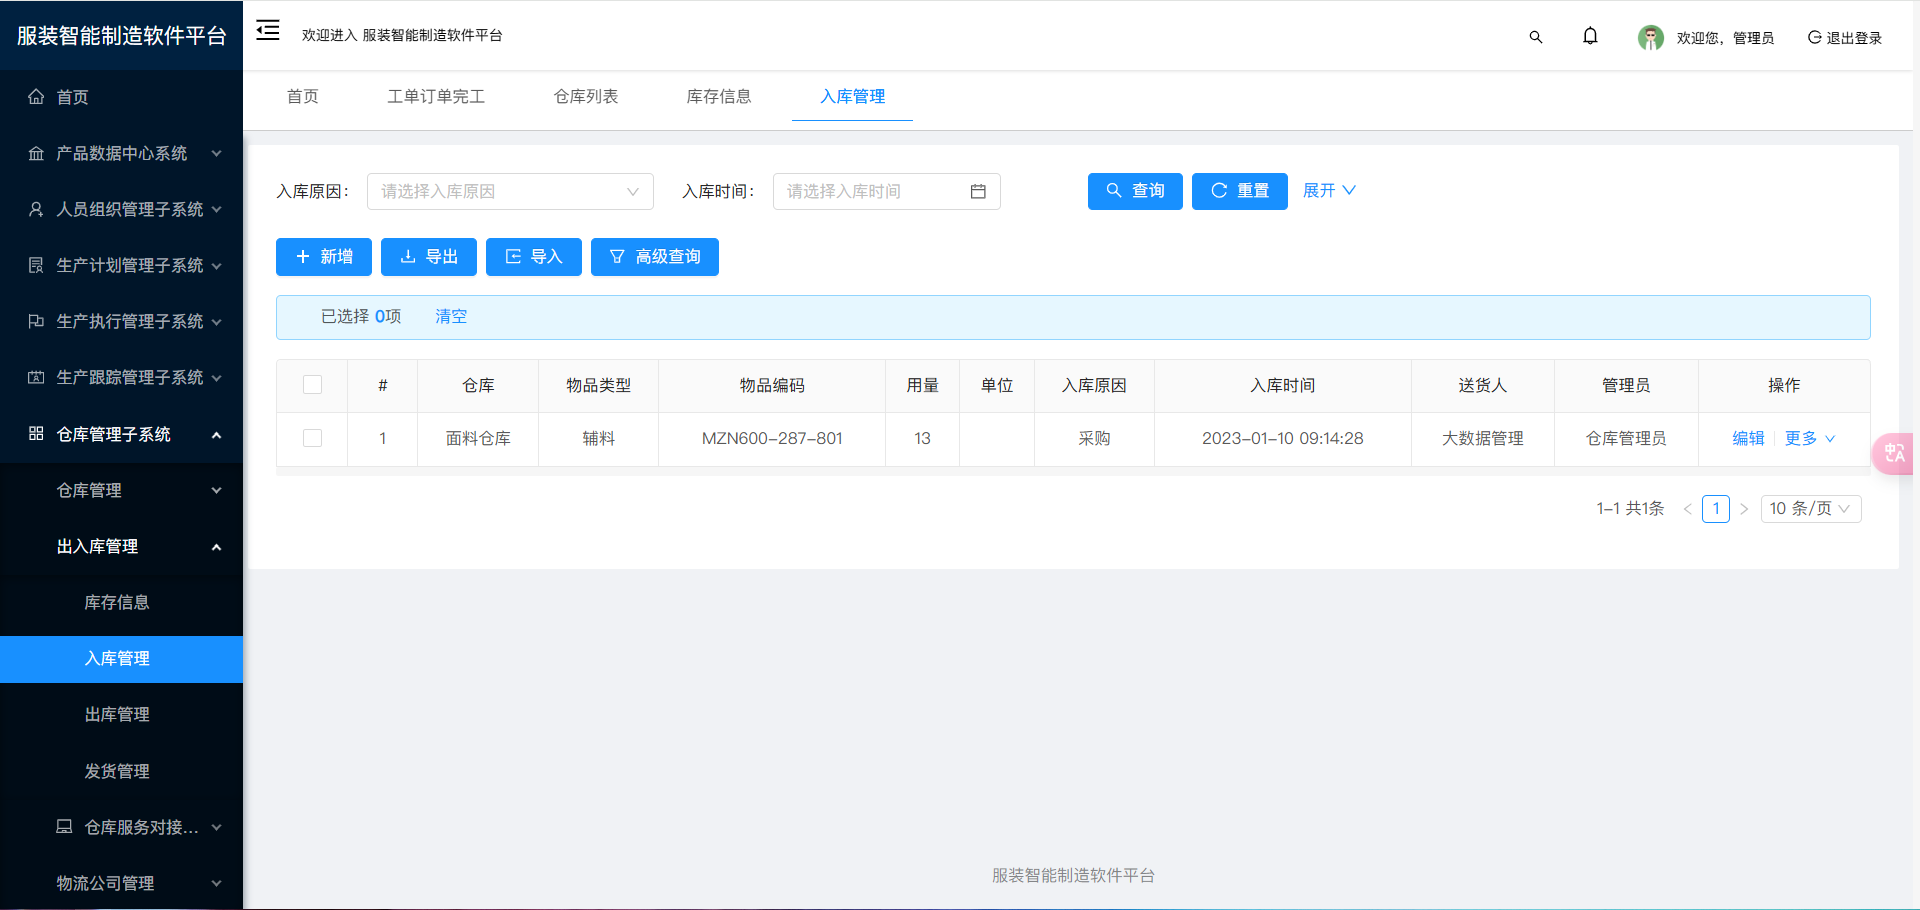 服装智能制造软件平台
欢迎进入 服装智能制造软件平台
欢迎您，管理员
退出登录
首页
产品数据中心系统
人员组织管理子系统
生产计划管理子系统
生产执行管理子系统
生产跟踪管理子系统
仓库管理子系统
仓库管理
出入库管理
库存信息
入库管理
出库管理
发货管理
仓库服务对接...
物流公司管理
首页 工单订单完工 仓库列表 库存信息 入库管理
入库原因： 请选择入库原因 入库时间： 请选择入库时间 查询 重置 展开
新增 导出 导入 高级查询
已选择 0项 清空
# 仓库 物品类型 物品编码 用量 单位 入库原因 入库时间 送货人 管理员 操作
1 面料仓库 辅料 MZN600-287-801 13 采购 2023-01-10 09:14:28 大数据管理 仓库管理员 编辑 更多
1-1 共1条 < 1 > 10 条/页
中A
服装智能制造软件平台